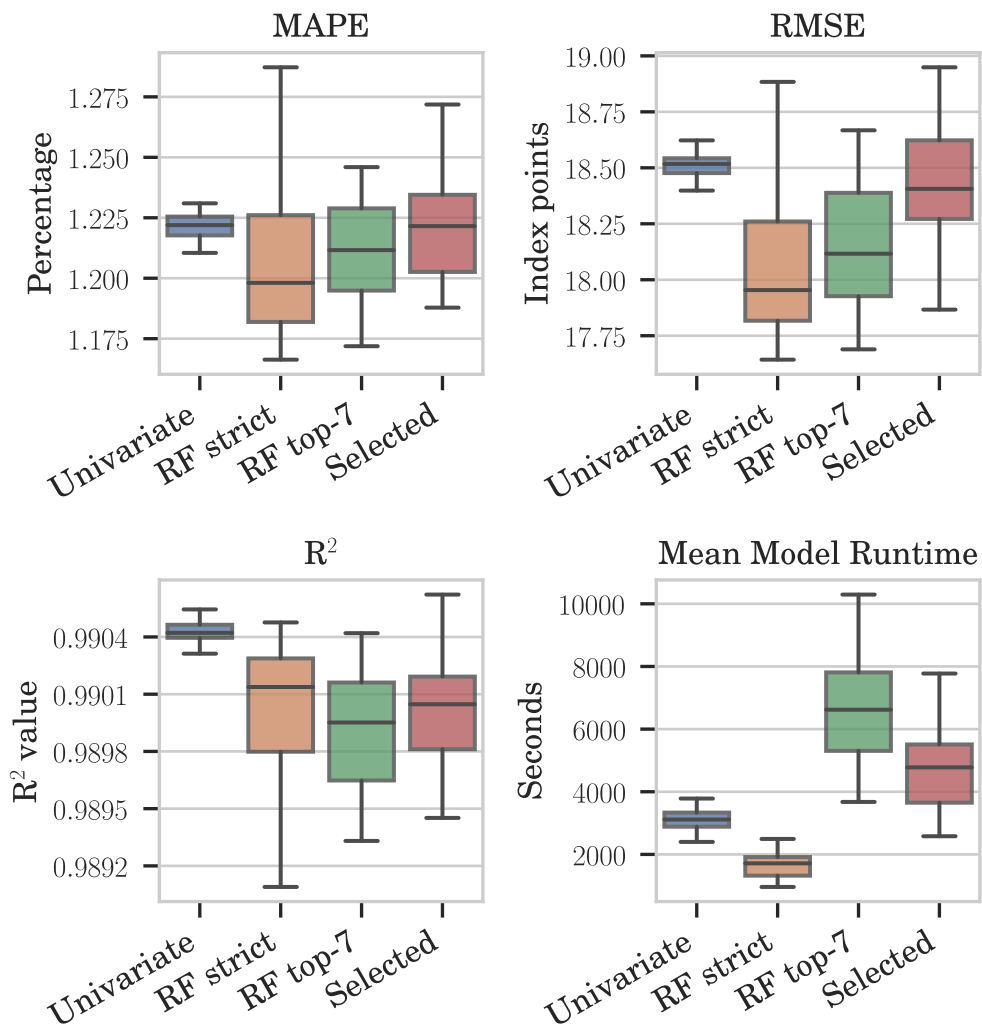 MAPE
Percentage
1.275
1.250
1.225
1.200
1.175
Univariate
RF strict
RF top-7
Selected
RMSE
Index points
19.00
18.75
18.50
18.25
18.00
17.75
Univariate
RF strict
RF top-7
Selected
R²
R² value
0.9904
0.9901
0.9898
0.9895
0.9892
Univariate
RF strict
RF top-7
Selected
Mean Model Runtime
Seconds
10000
8000
6000
4000
2000
Univariate
RF strict
RF top-7
Selected